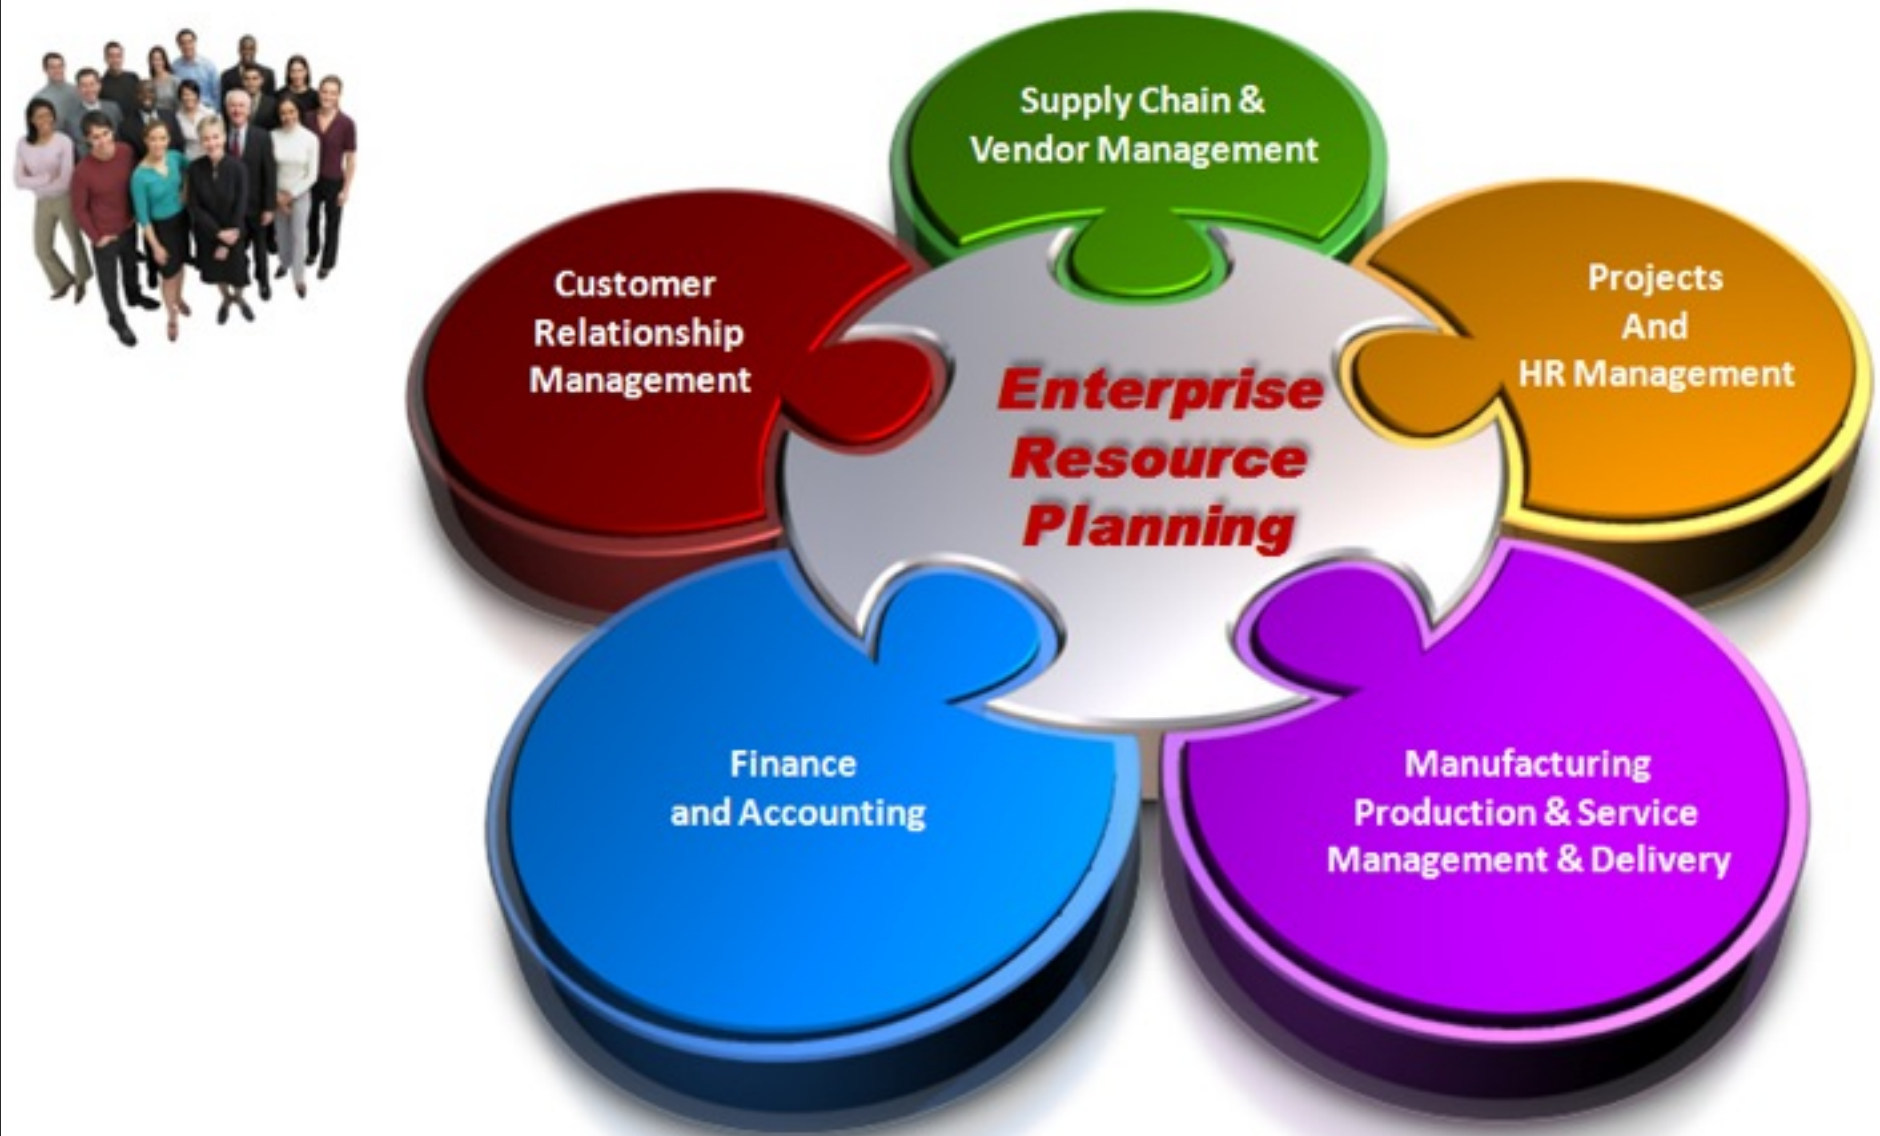 Supply Chain &
Vendor Management
Customer
Relationship
Management
Projects
And
HR Management
Enterprise
Resource
Planning
Finance
and Accounting
Manufacturing
Production & Service
Management & Delivery